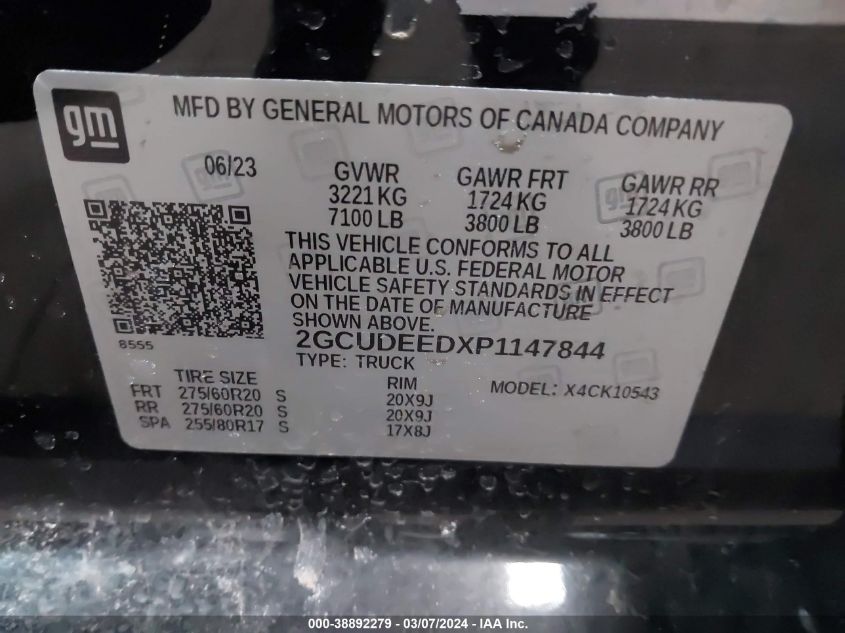 gm
MFD BY GENERAL MOTORS OF CANADA COMPANY
06/23 GVWR GAWR FRT GAWR RR
3221 KG 1724 KG 1724 KG
7100 LB 3800 LB 3800 LB
THIS VEHICLE CONFORMS TO ALL
APPLICABLE U.S. FEDERAL MOTOR
VEHICLE SAFETY STANDARDS IN EFFECT
ON THE DATE OF MANUFACTURE
SHOWN ABOVE.
8555
2GCUDEEDXP1147844
TYPE: TRUCK
TIRE SIZE RIM MODEL: X4CK10543
FRT 275/60R20 S 20X9J
RR 275/60R20 S 20X9J
SPA 255/80R17 S 17X8J
000-38892279 - 03/07/2024 - IAA Inc.